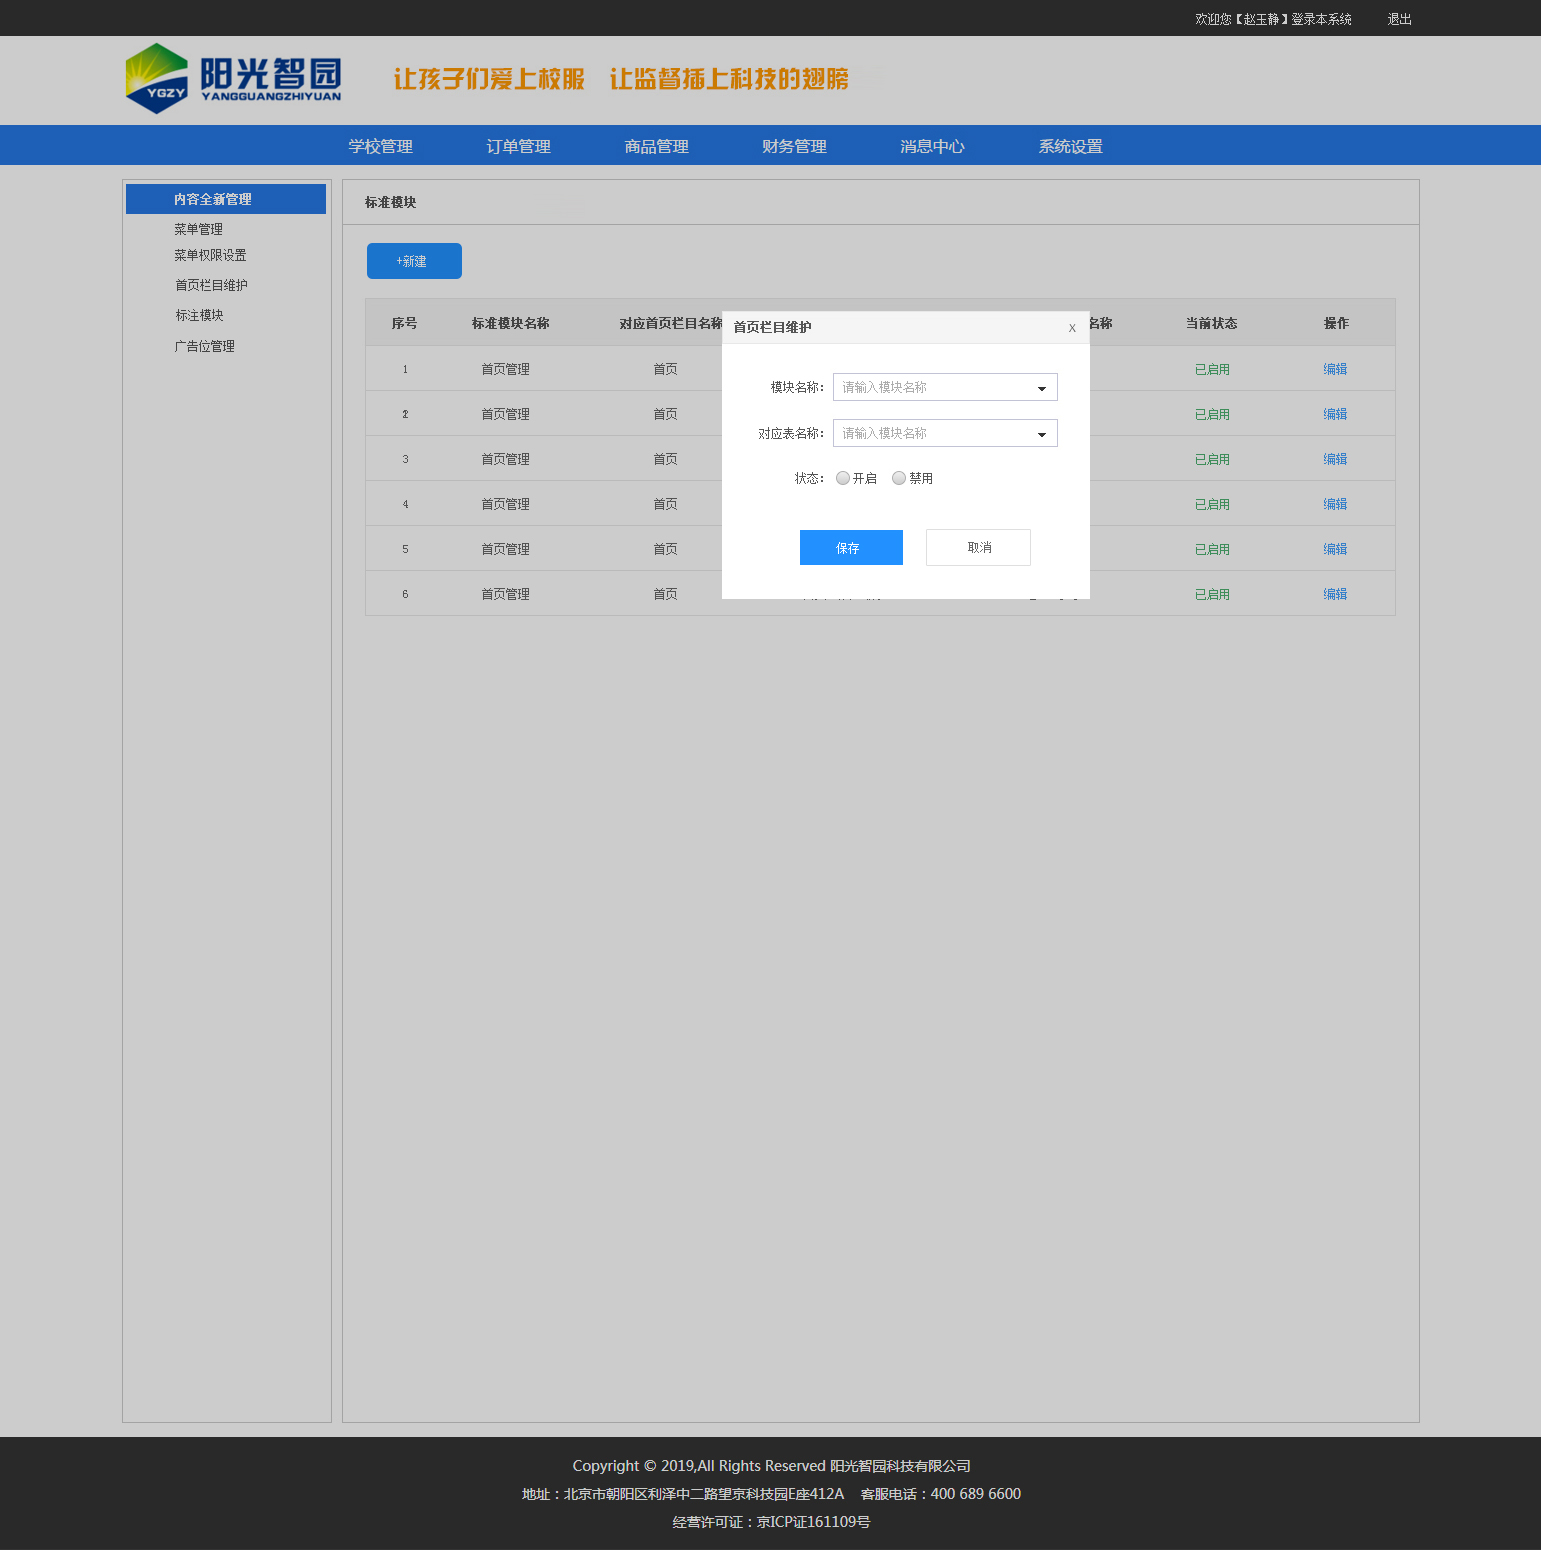 欢迎您【赵玉静】登录本系统 退出
YGZY 阳光智园 YANGGUANGZHIYUAN
让孩子们爱上校服 让监督插上科技的翅膀
学校管理 订单管理 商品管理 财务管理 消息中心 系统设置
内容全新管理
菜单管理
菜单权限设置
首页栏目维护
标注模块
广告位管理
标准模块
+新建
序号 标准模块名称 对应首页栏目名称 名称 当前状态 操作
1 首页管理 首页 已启用 编辑
首页管理 首页 已启用 编辑
3 首页管理 首页 已启用 编辑
4 首页管理 首页 已启用 编辑
5 首页管理 首页 已启用 编辑
6 首页管理 首页 已启用 编辑
首页栏目维护 x
模块名称： 请输入模块名称
对应表名称： 请输入模块名称
状态： 开启 禁用
保存 取消
Copyright © 2019,All Rights Reserved 阳光智园科技有限公司
地址：北京市朝阳区利泽中二路望京科技园E座412A 客服电话：400 689 6600
经营许可证：京ICP证161109号